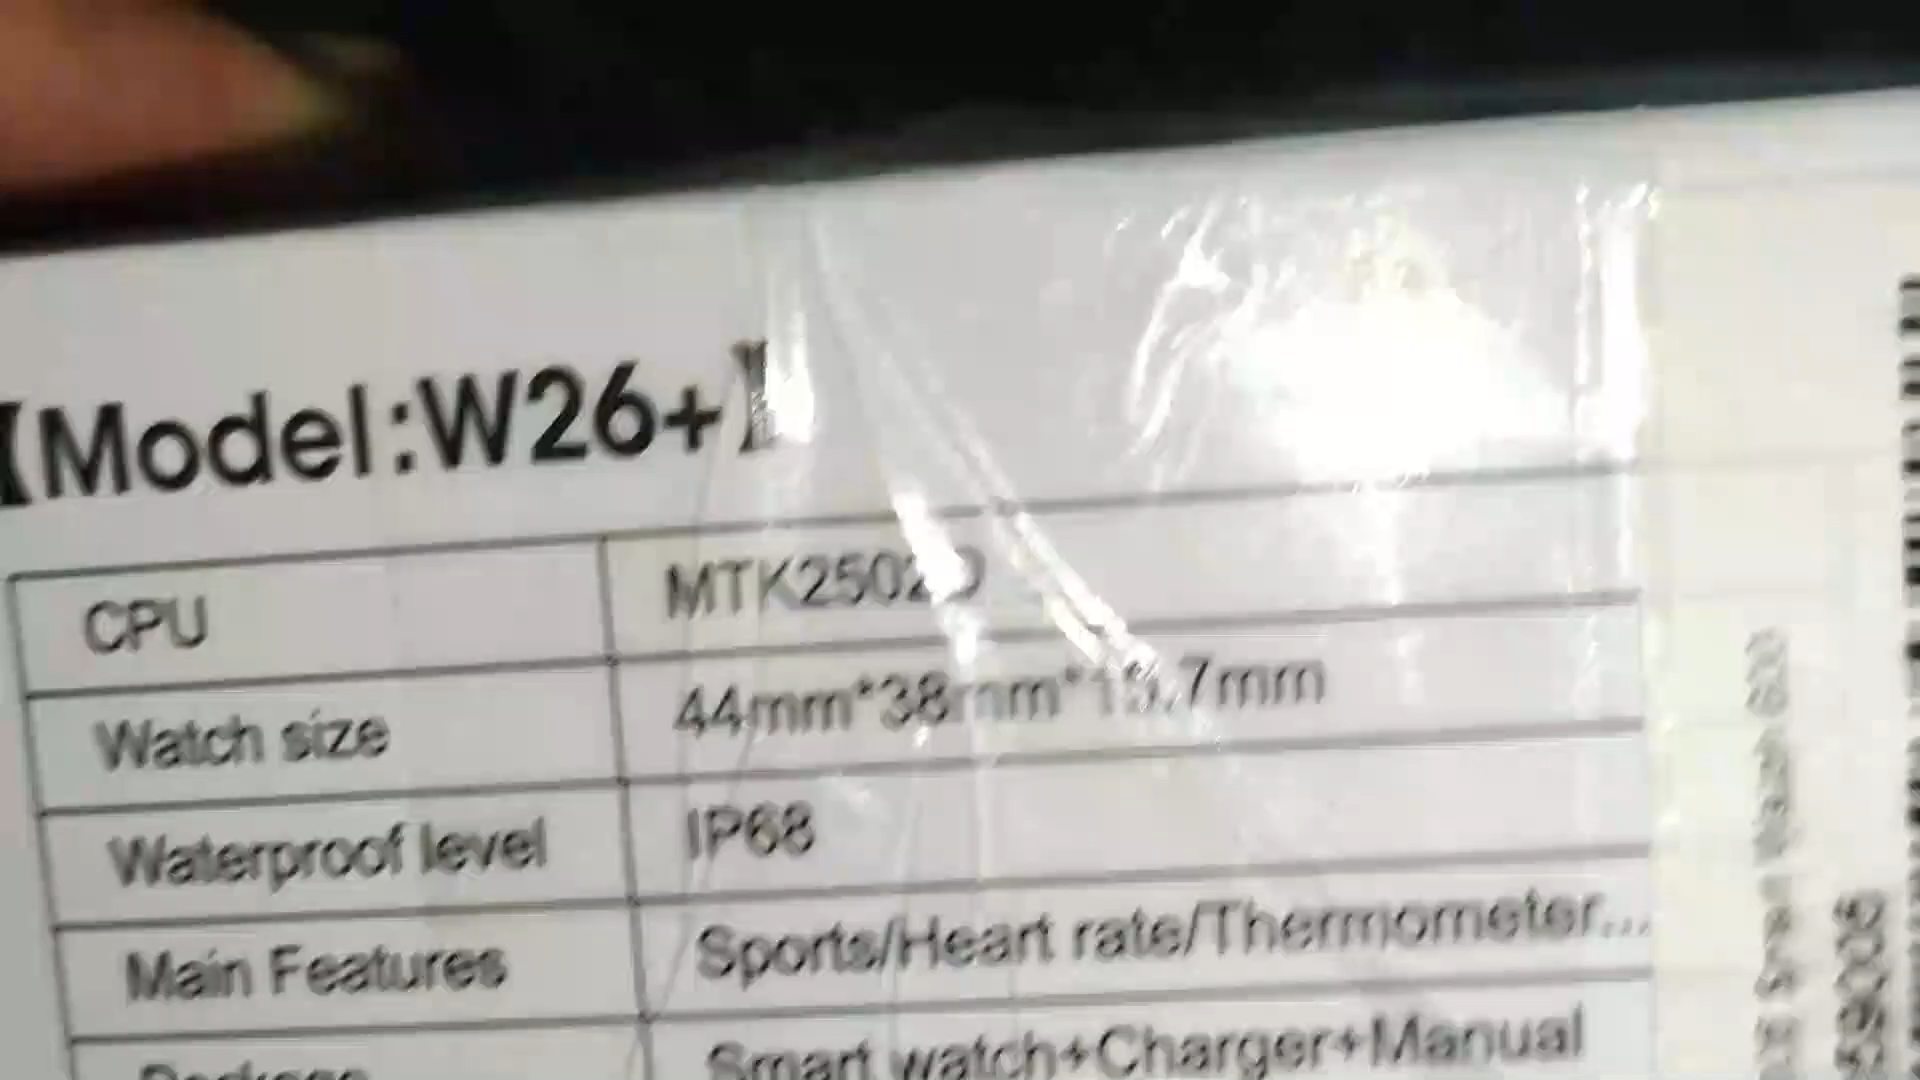 【Model:W26+】
CPU MTK2502D
Watch size 44mm*38mm*13.7mm
Waterproof level IP68
Main Features Sports/Heart rate/Thermometer...
Package Smart watch+Charger+Manual